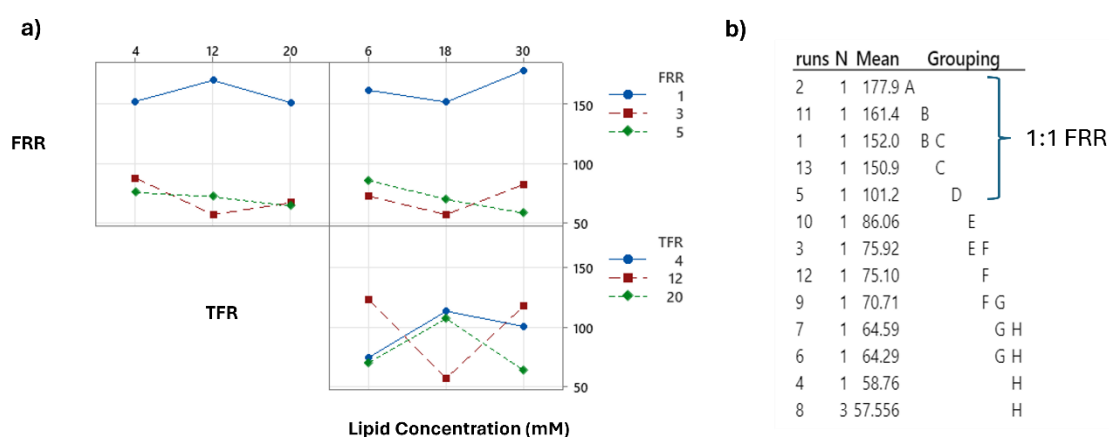 a)
4 12 20 6 18 30
FRR
1
3
5
150
100
50
FRR
TFR
4
12
20
150
100
50
TFR
Lipid Concentration (mM)
b)
runs N Mean Grouping
2 1 177.9 A
11 1 161.4 B
1 1 152.0 B C
13 1 150.9 C
5 1 101.2 D
10 1 86.06 E
3 1 75.92 E F
12 1 75.10 F
9 1 70.71 F G
7 1 64.59 G H
6 1 64.29 G H
4 1 58.76 H
8 3 57.556 H
1:1 FRR